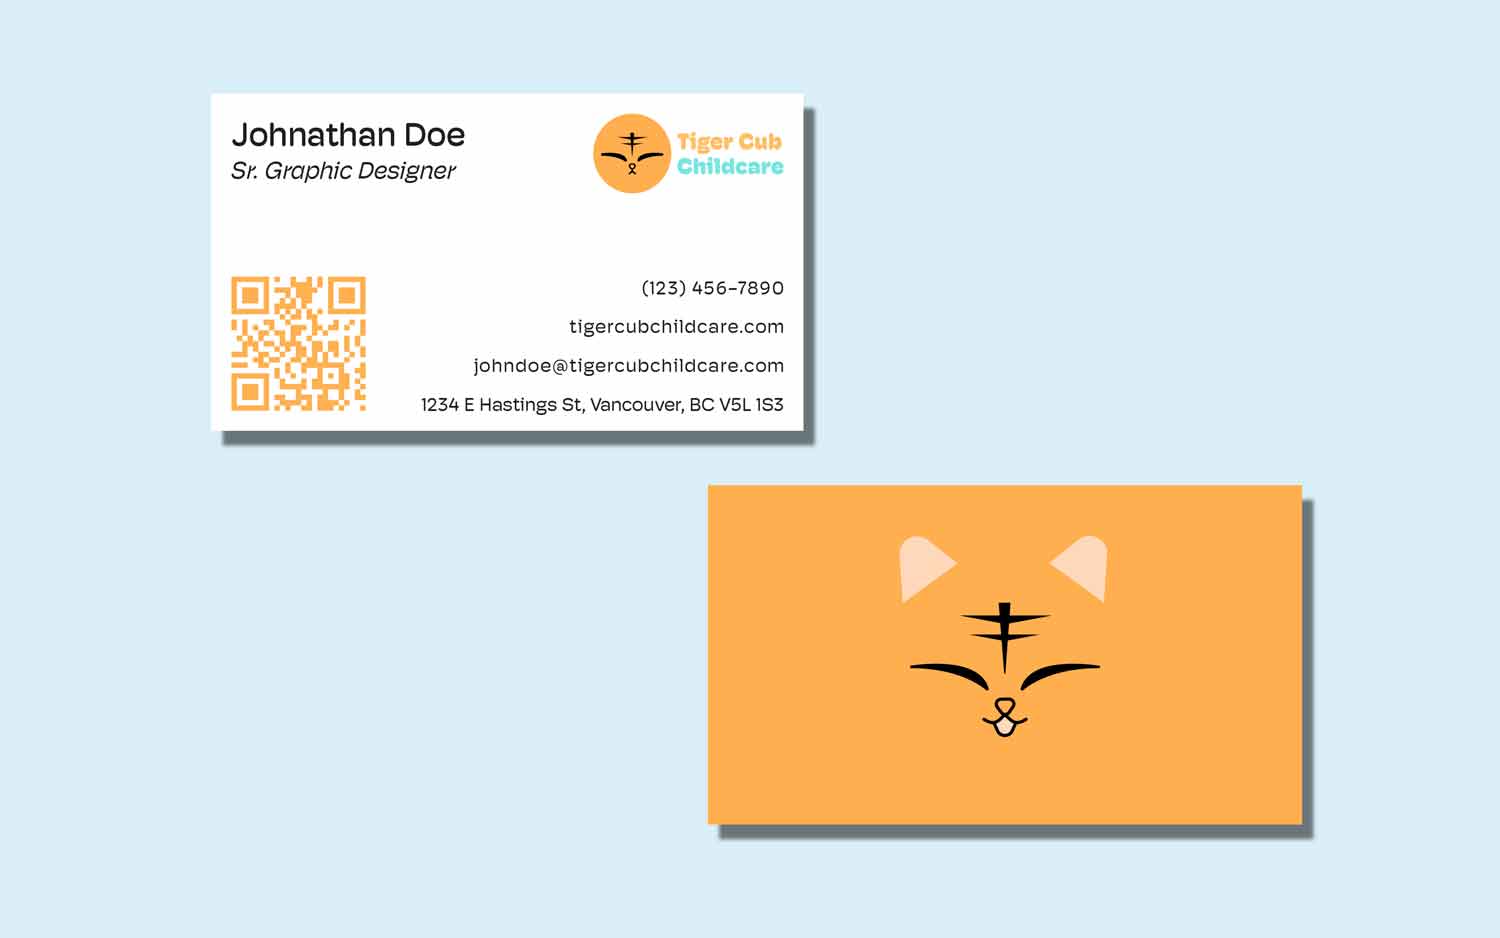 Johnathan Doe
Sr. Graphic Designer
Tiger Cub
Childcare
(123) 456-7890
tigercubchildcare.com
johndoe@tigercubchildcare.com
1234 E Hastings St, Vancouver, BC V5L 1S3